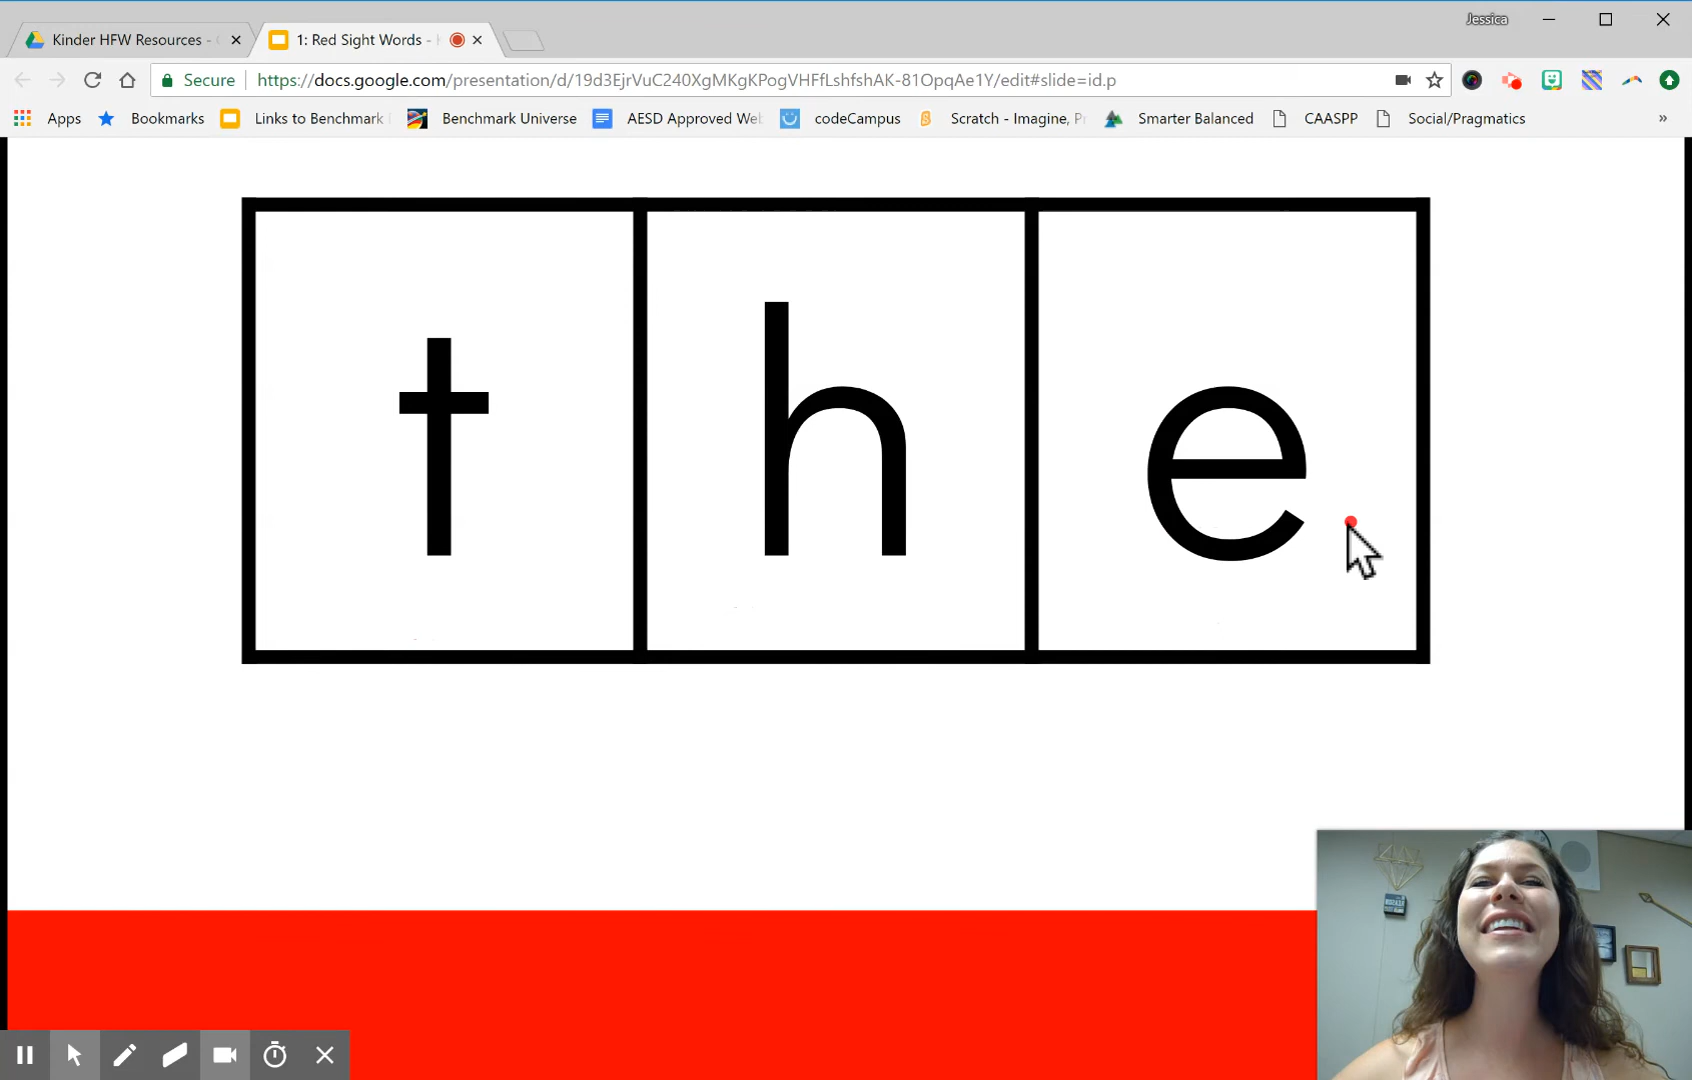 Jessica
Kinder HFW Resources -
1: Red Sight Words -
Secure https://docs.google.com/presentation/d/19d3EjrVuC240XgMKgKPogVHFfLshfshAK-81OpqAe1Y/edit#slide=id.p
Apps Bookmarks Links to Benchmark Benchmark Universe AESD Approved codeCampus Scratch - Imagine, Smarter Balanced CAASPP Social/Pragmatics »
t h e